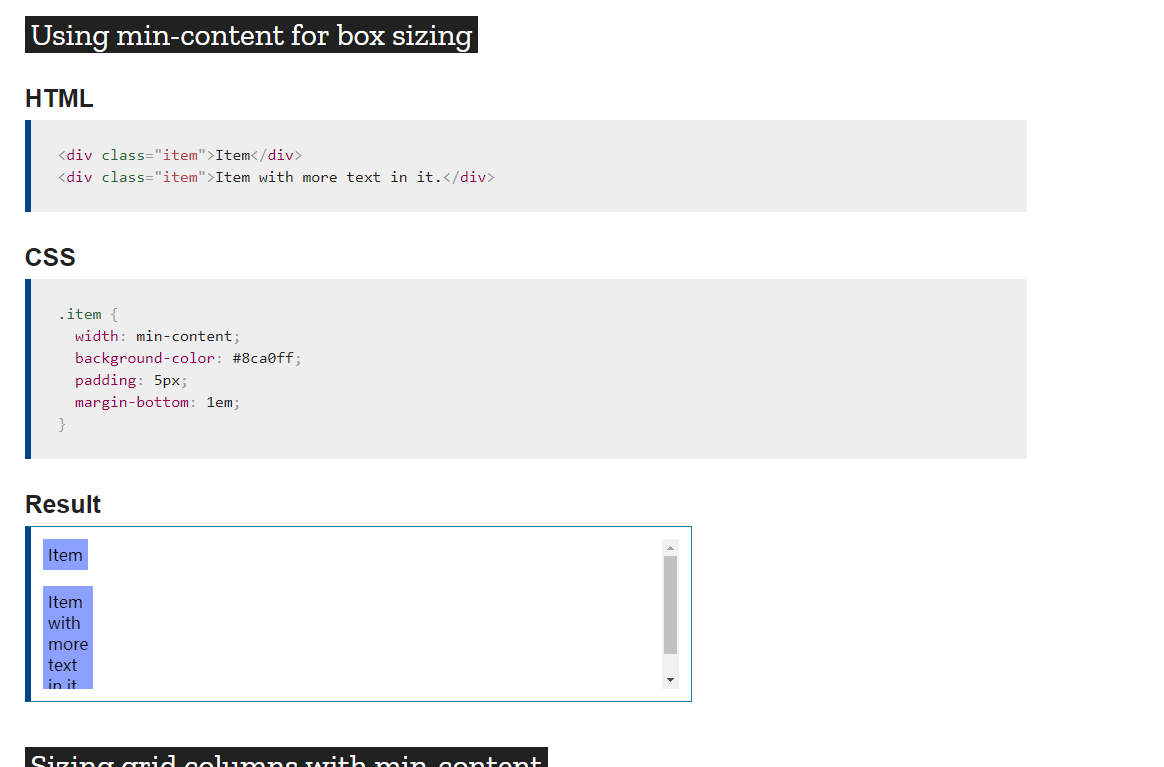 Using min-content for box sizing
HTML
<div class="item">Item</div>
<div class="item">Item with more text in it.</div>
CSS
.item {
  width: min-content;
  background-color: #8ca0ff;
  padding: 5px;
  margin-bottom: 1em;
}
Result
Item
Item
with
more
text
in it
Sizing grid columns with min-content